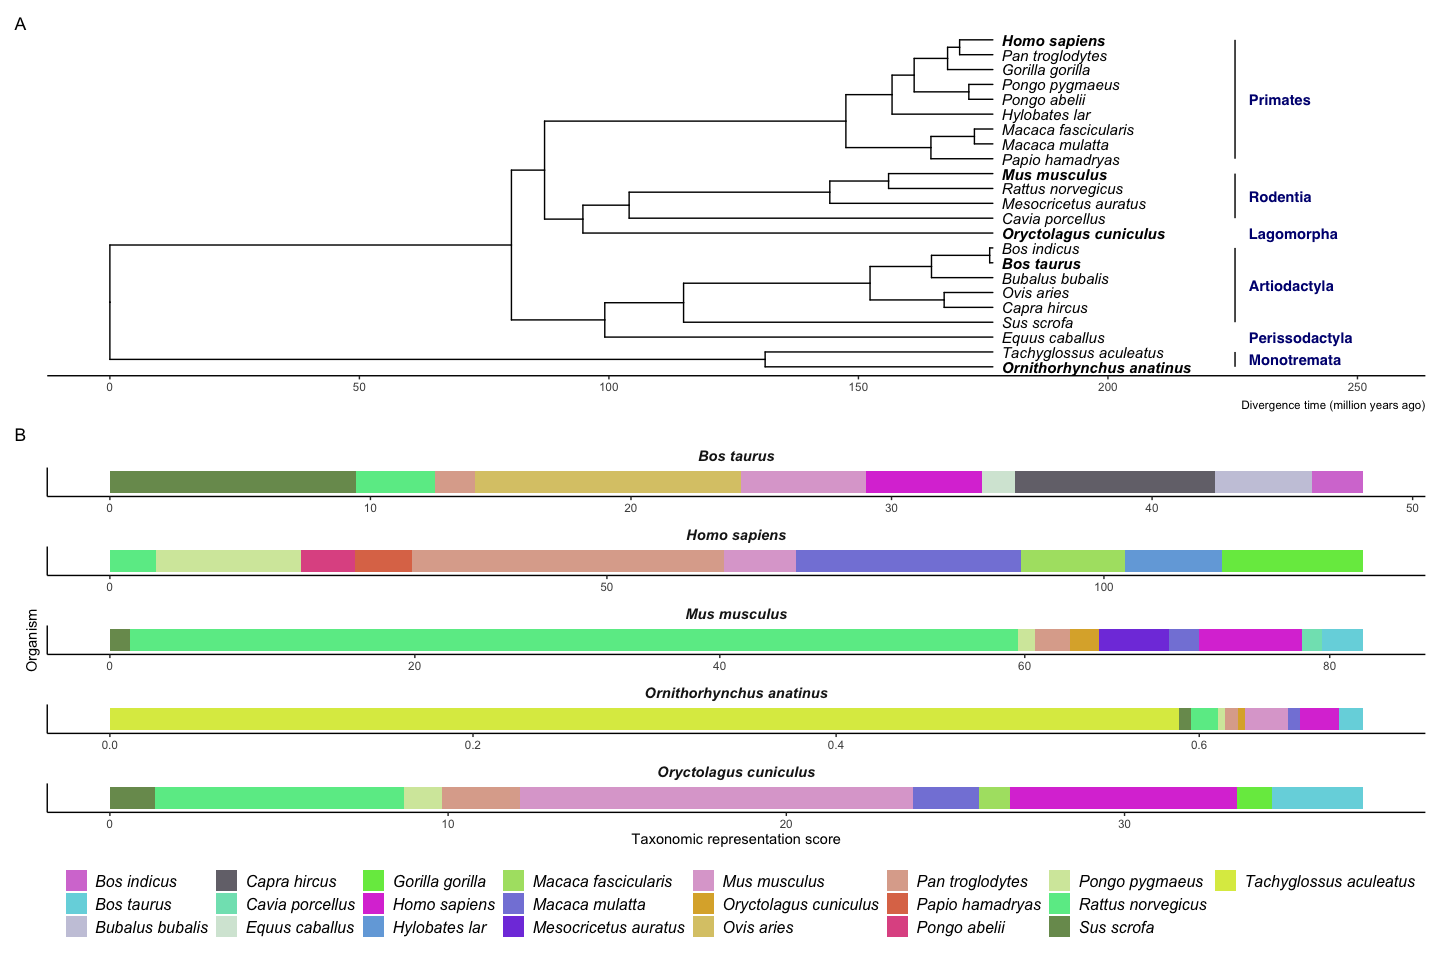 A
Homo sapiens
Pan troglodytes
Gorilla gorilla
Pongo pygmaeus
Pongo abelii
Primates
Hylobates lar
Macaca fascicularis
Macaca mulatta
Papio hamadryas
Mus musculus
Rattus norvegicus
Rodentia
Mesocricetus auratus
Cavia porcellus
Oryctolagus cuniculus
Lagomorpha
Bos indicus
Bos taurus
Bubalus bubalis
Artiodactyla
Ovis aries
Capra hircus
Sus scrofa
Equus caballus
Perissodactyla
Tachyglossus aculeatus
Monotremata
Ornithorhynchus anatinus
0 50 100 150 200 250
Divergence time (million years ago)
B
Bos taurus
0 10 20 30 40 50
Homo sapiens
0 50 100
Mus musculus
Organism
0 20 40 60 80
Ornithorhynchus anatinus
0.0 0.2 0.4 0.6
Oryctolagus cuniculus
0 10 20 30
Taxonomic representation score
Bos indicus Capra hircus Gorilla gorilla Macaca fascicularis Mus musculus Pan troglodytes Pongo pygmaeus Tachyglossus aculeatus
Bos taurus Cavia porcellus Homo sapiens Macaca mulatta Oryctolagus cuniculus Papio hamadryas Rattus norvegicus
Bubalus bubalis Equus caballus Hylobates lar Mesocricetus auratus Ovis aries Pongo abelii Sus scrofa